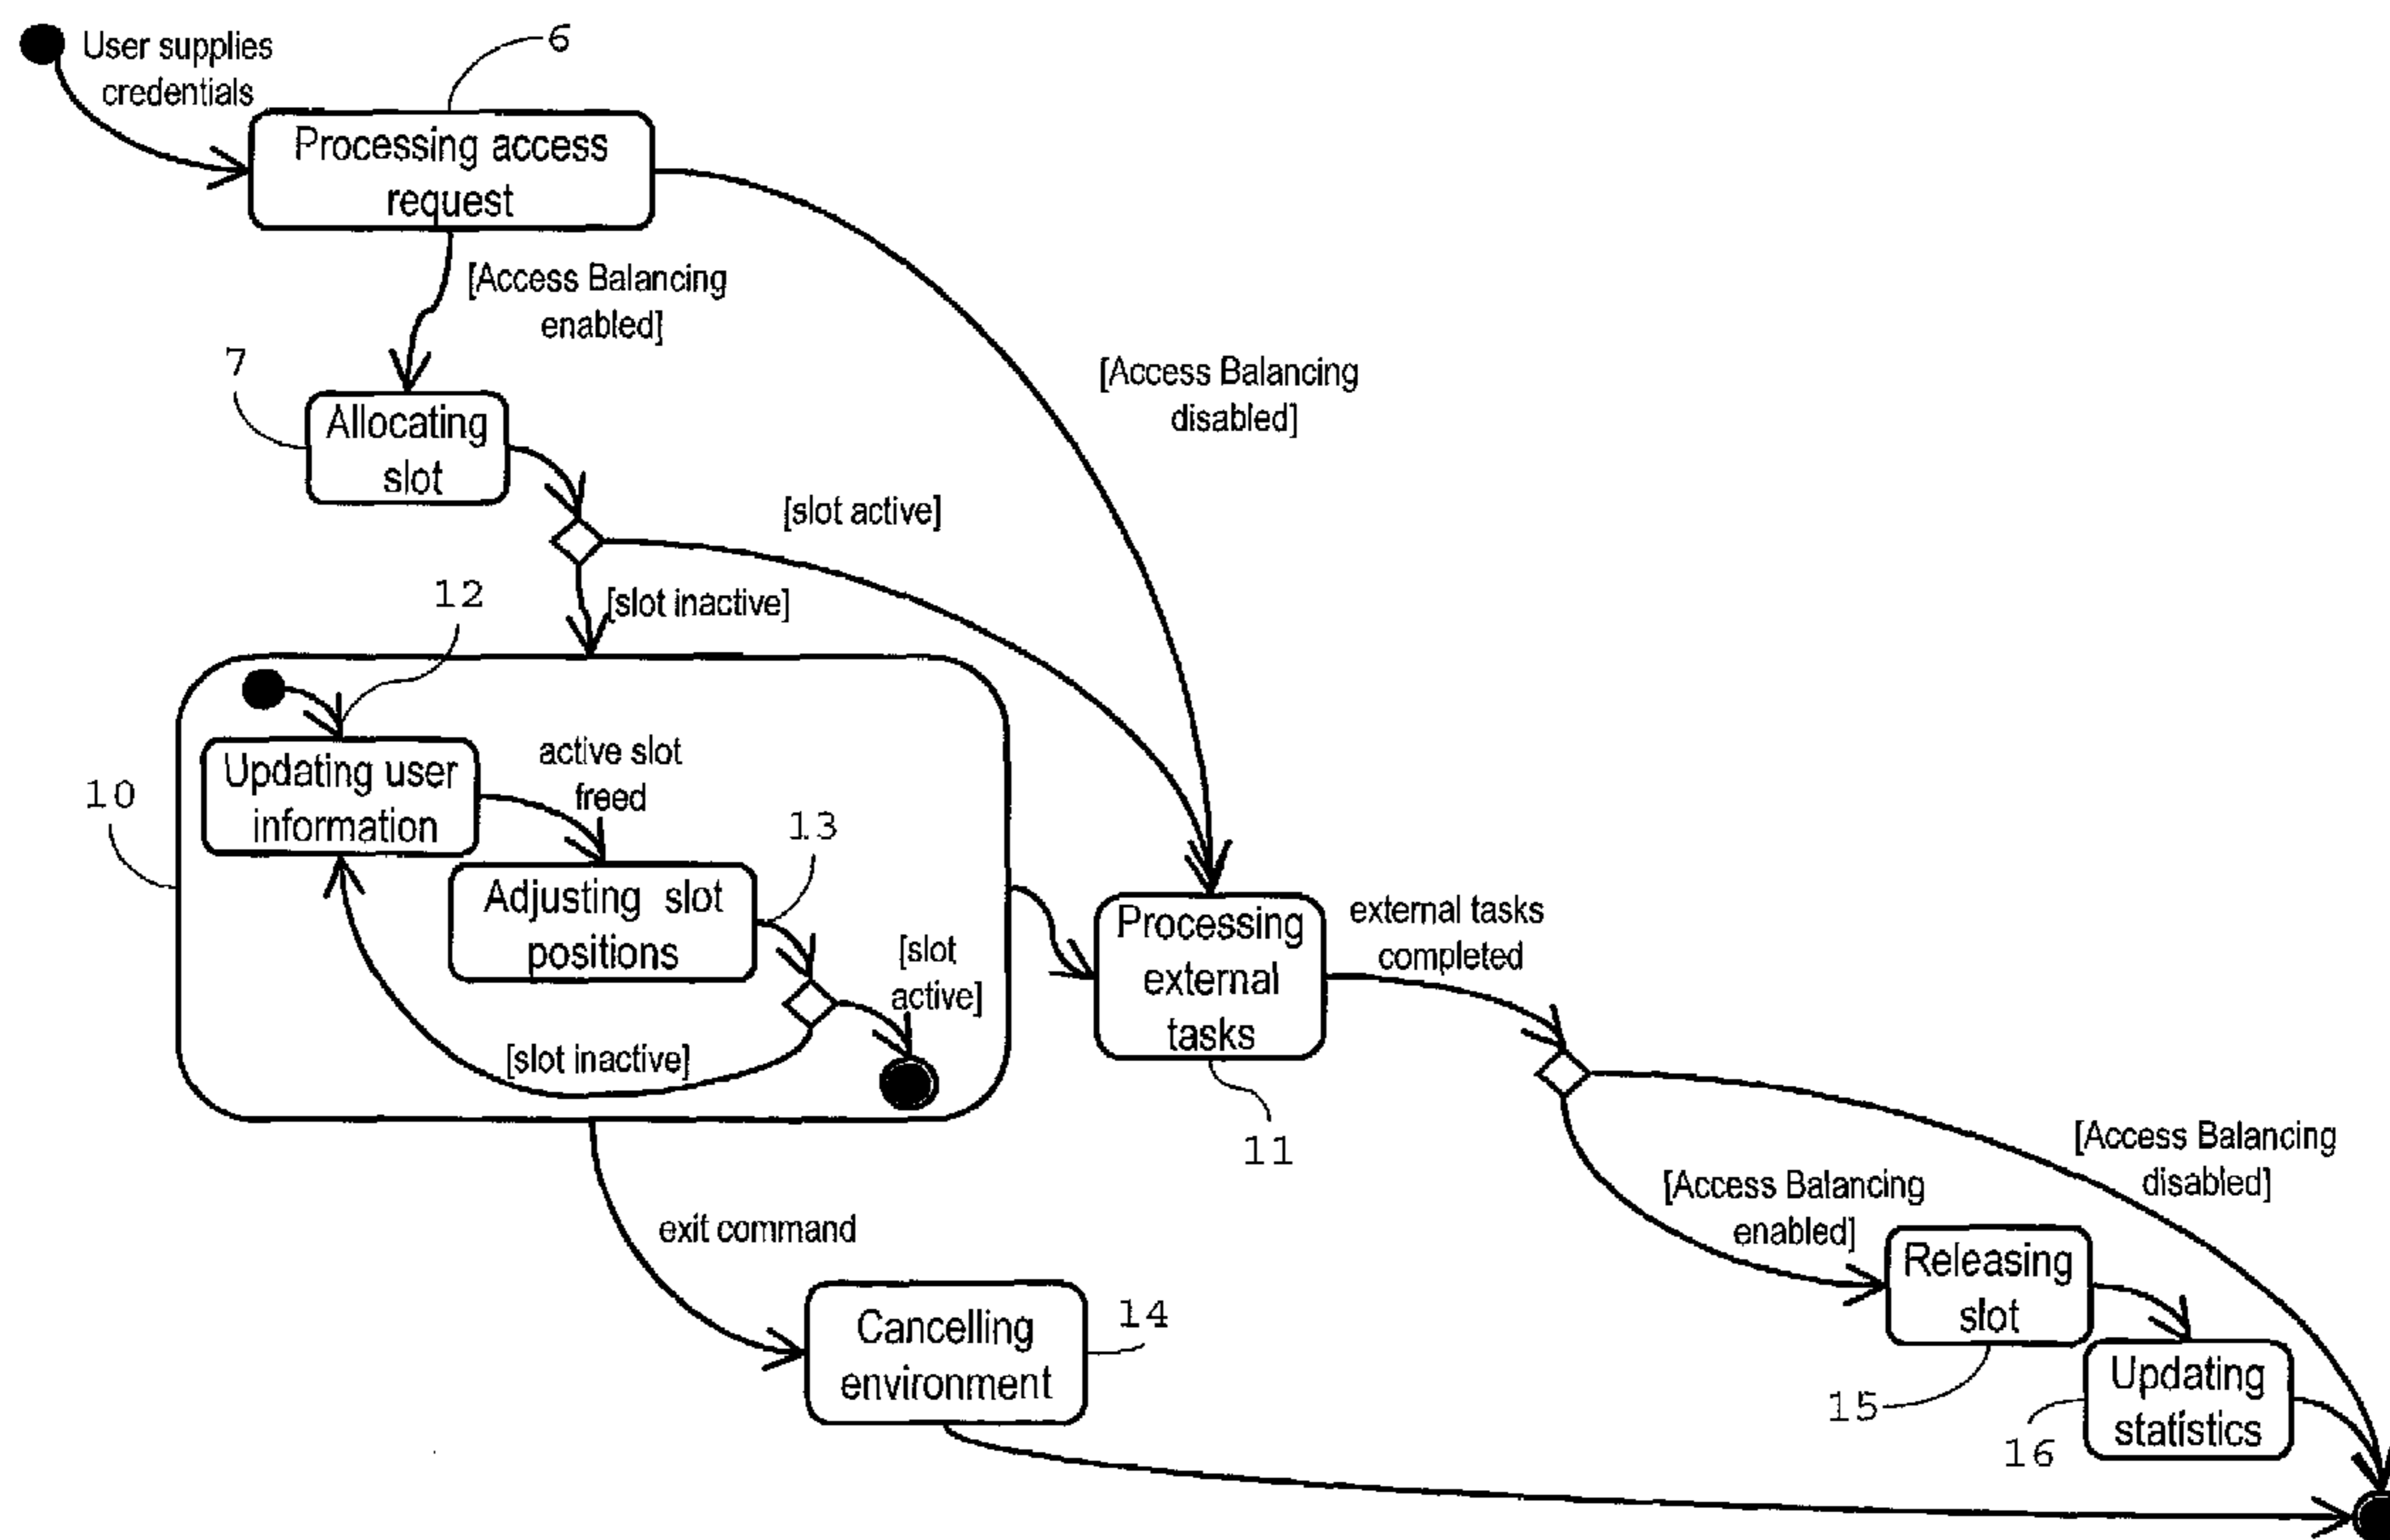 User supplies
credentials
6
Processing access
request
[Access Balancing
enabled]
[Access Balancing
disabled]
7
Allocating
slot
[slot active]
[slot inactive]
12
10
Updating user
information
active slot
freed
13
Adjusting slot
positions
[slot
active]
[slot inactive]
Processing
external
tasks
11
external tasks
completed
[Access Balancing
disabled]
[Access Balancing
enabled]
exit command
Cancelling
environment
14
Releasing
slot
15
Updating
statistics
16